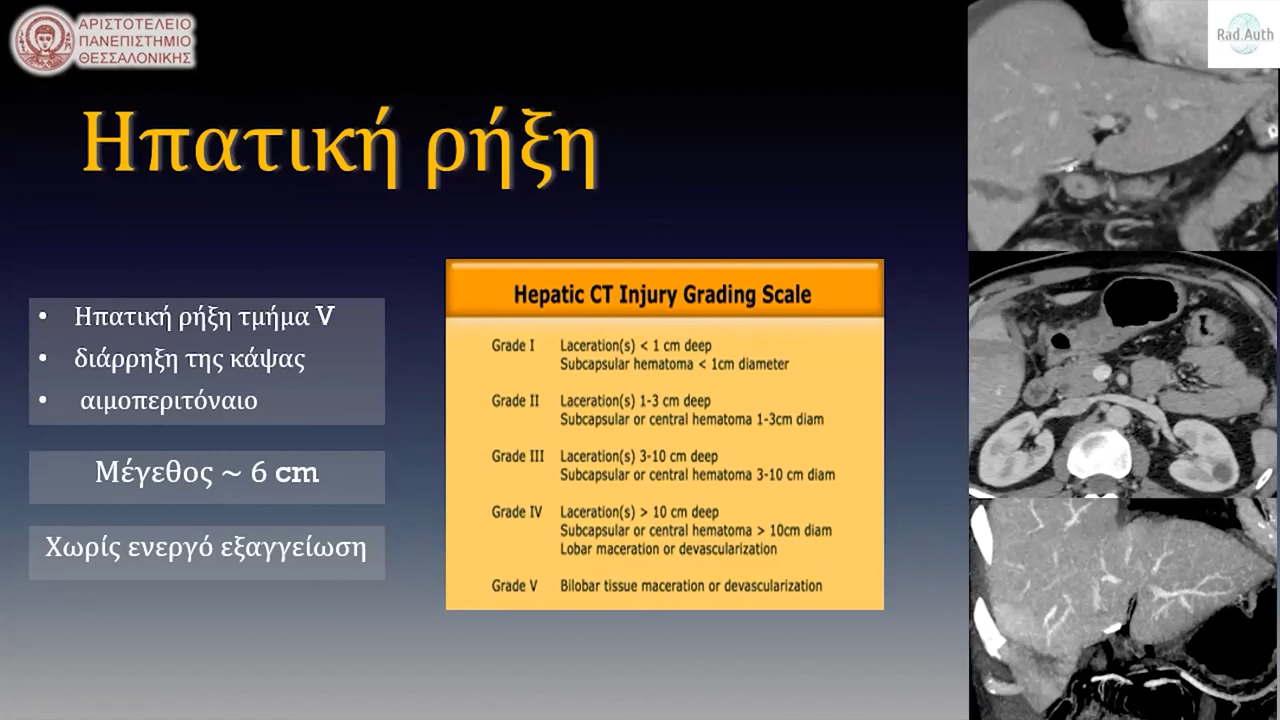 ΑΡΙΣΤΟΤΕΛΕΙΟ
ΠΑΝΕΠΙΣΤΗΜΙΟ
ΘΕΣΣΑΛΟΝΙΚΗΣ
Rad.Auth
Ηπατική ρήξη
• Ηπατική ρήξη τμήμα V
• διάρρηξη της κάψας
• αιμοπεριτόναιο
Μέγεθος ~ 6 cm
Χωρίς ενεργό εξαγγείωση
Hepatic CT Injury Grading Scale
Grade I Laceration(s) < 1 cm deep
Subcapsular hematoma < 1cm diameter
Grade II Laceration(s) 1-3 cm deep
Subcapsular or central hematoma 1-3cm diam
Grade III Laceration(s) 3-10 cm deep
Subcapsular or central hematoma 3-10 cm diam
Grade IV Laceration(s) > 10 cm deep
Subcapsular or central hematoma > 10cm diam
Lobar maceration or devascularization
Grade V Bilobar tissue maceration or devascularization